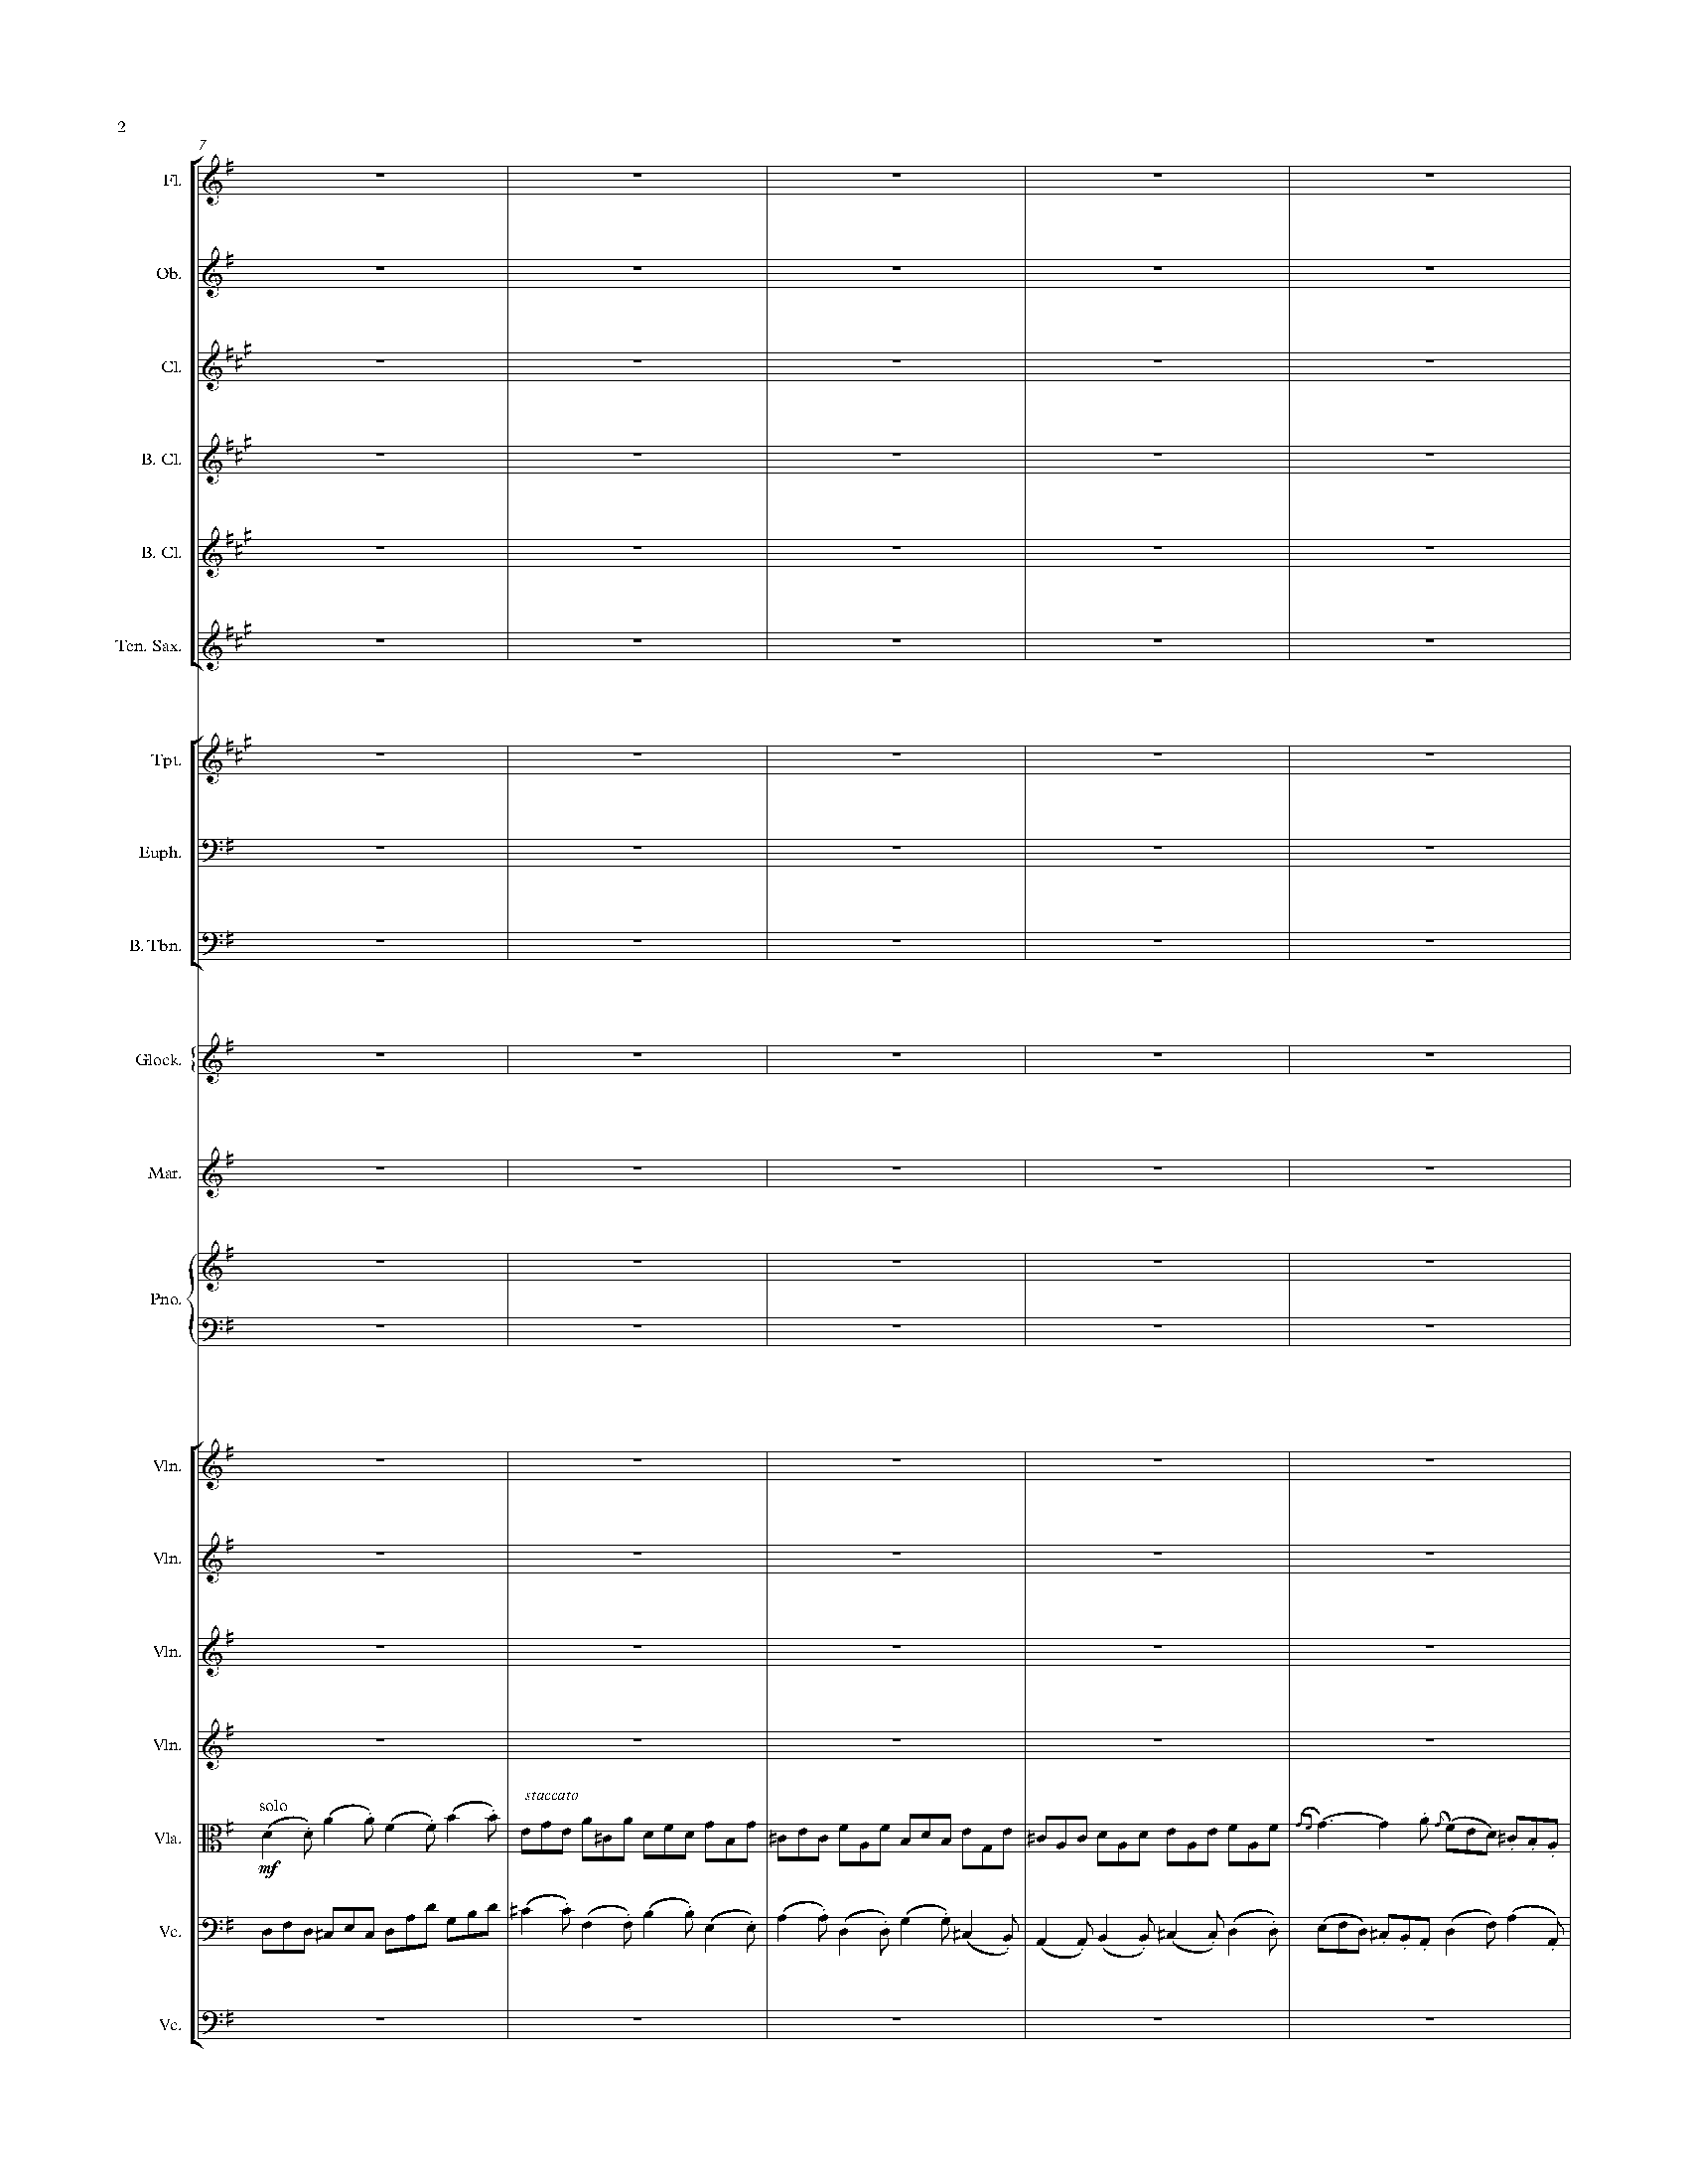 2
7
Fl.
Ob.
Cl.
B. Cl.
B. Cl.
Ten. Sax.
Tpt.
Euph.
B. Tbn.
Glock.
Mar.
Pno.
Vln.
Vln.
Vln.
Vln.
solo
staccato
Vla.
mf
Vc.
Vc.